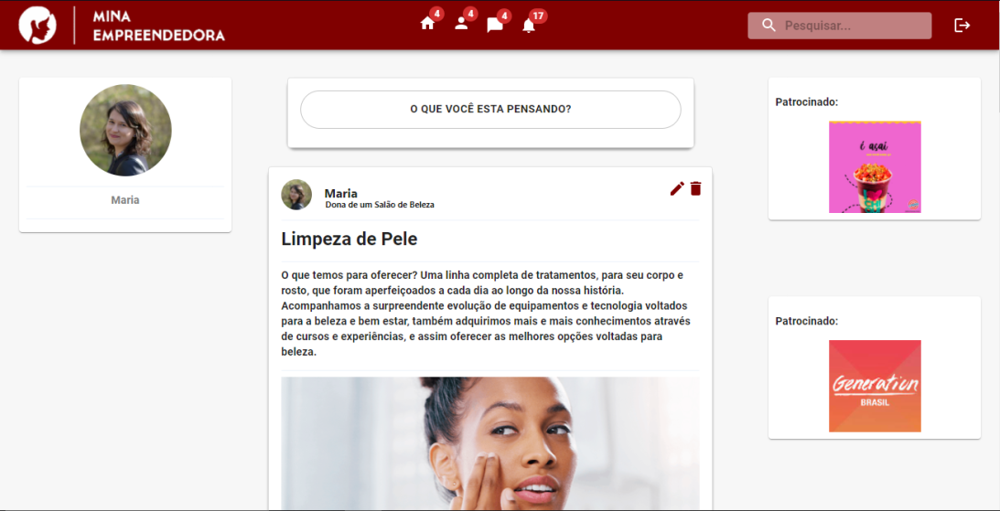 MINA
EMPREENDEDORA
4
4
4
17
Pesquisar...
Maria
O QUE VOCÊ ESTA PENSANDO?
Maria
Dona de um Salão de Beleza
Limpeza de Pele
O que temos para oferecer? Uma linha completa de tratamentos, para seu corpo e
rosto, que foram aperfeiçoados a cada dia ao longo da nossa história.
Acompanhamos a surpreendente evolução de equipamentos e tecnologia voltados
para a beleza e bem estar, também adquirimos mais e mais conhecimentos através
de cursos e experiências, e assim oferecer as melhores opções voltadas para
beleza.
Patrocinado:
é açaí
Patrocinado:
Generation
BRASIL